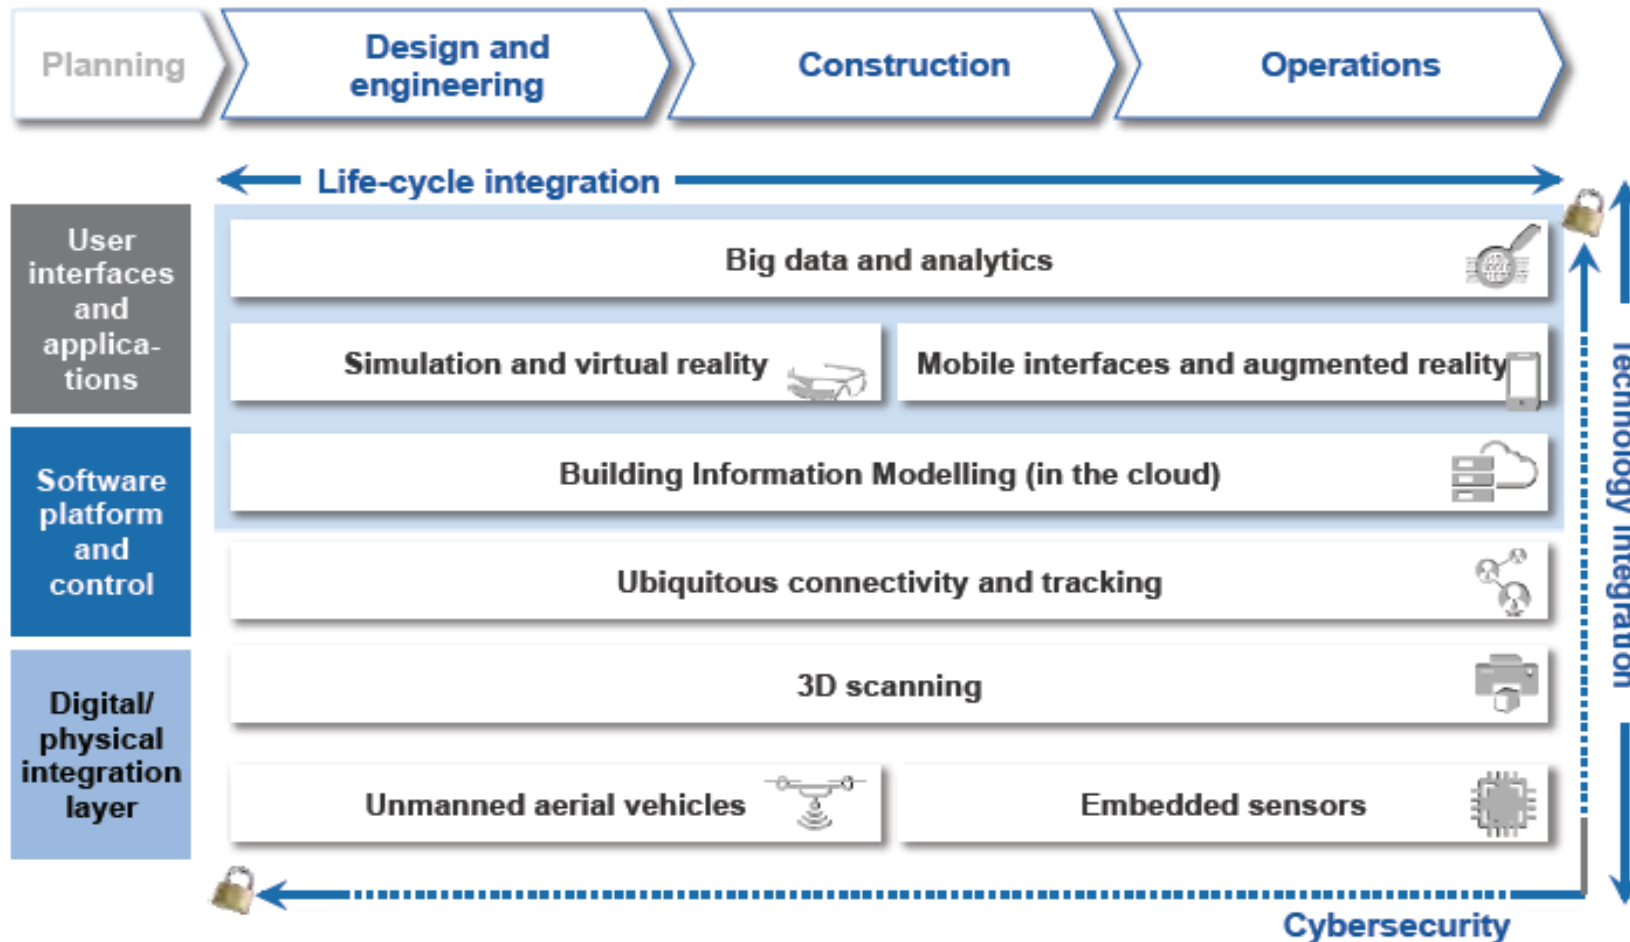 Planning
Design and
engineering
Construction
Operations
Life-cycle integration
User
interfaces
and
applica-
tions
Big data and analytics
Simulation and virtual reality
Mobile interfaces and augmented reality
Software
platform
and
control
Building Information Modelling (in the cloud)
Ubiquitous connectivity and tracking
Digital/
physical
integration
layer
3D scanning
Unmanned aerial vehicles
Embedded sensors
Technology integration
Cybersecurity